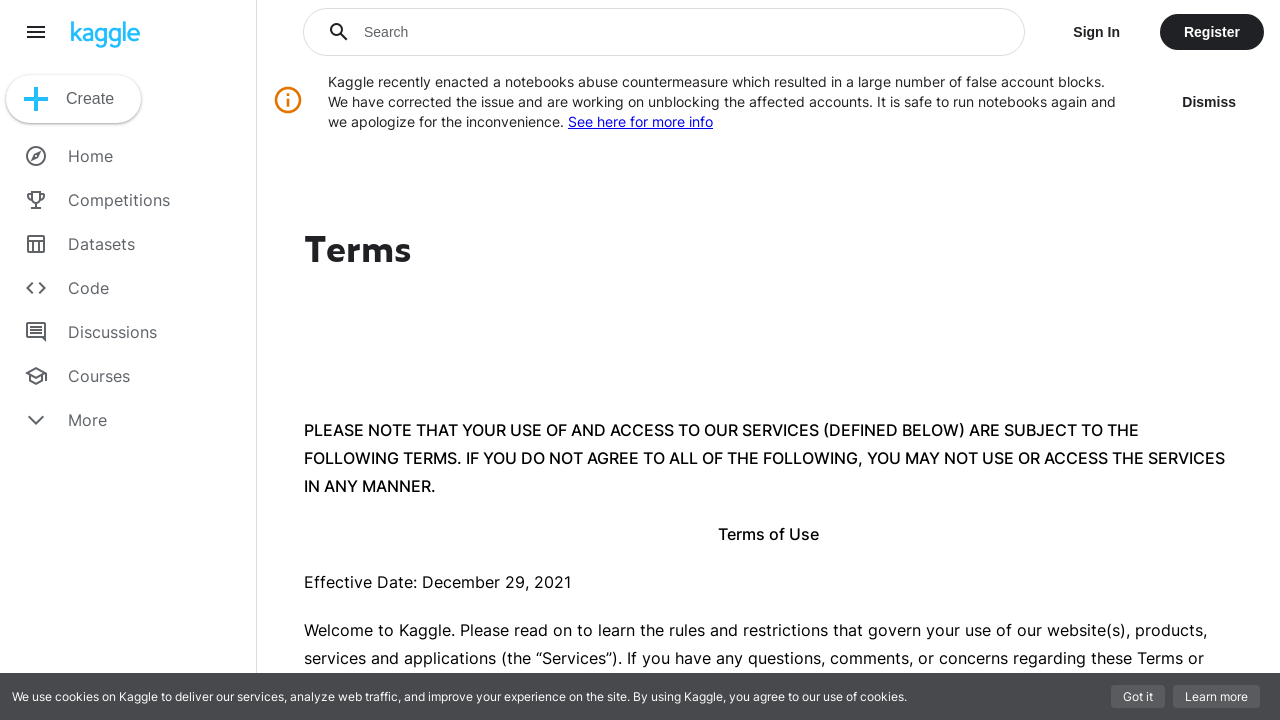 kaggle
Search
Sign In
Register
Create
Home
Competitions
Datasets
Code
Discussions
Courses
More
Kaggle recently enacted a notebooks abuse countermeasure which resulted in a large number of false account blocks.
We have corrected the issue and are working on unblocking the affected accounts. It is safe to run notebooks again and
we apologize for the inconvenience. See here for more info
Dismiss
Terms
PLEASE NOTE THAT YOUR USE OF AND ACCESS TO OUR SERVICES (DEFINED BELOW) ARE SUBJECT TO THE
FOLLOWING TERMS. IF YOU DO NOT AGREE TO ALL OF THE FOLLOWING, YOU MAY NOT USE OR ACCESS THE SERVICES
IN ANY MANNER.
Terms of Use
Effective Date: December 29, 2021
Welcome to Kaggle. Please read on to learn the rules and restrictions that govern your use of our website(s), products,
services and applications (the “Services”). If you have any questions, comments, or concerns regarding these Terms or
We use cookies on Kaggle to deliver our services, analyze web traffic, and improve your experience on the site. By using Kaggle, you agree to our use of cookies.
Got it
Learn more